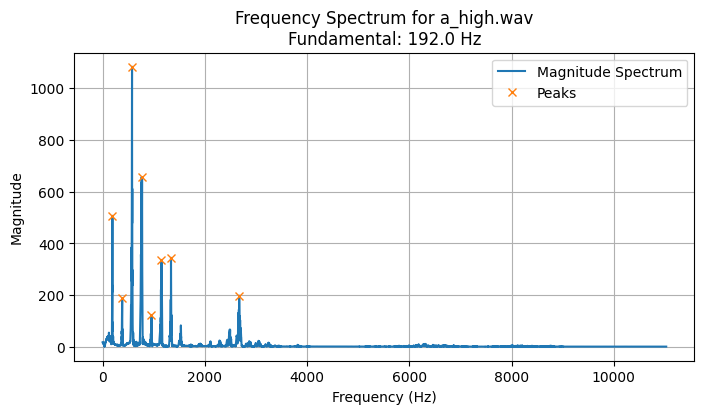 Frequency Spectrum for a_high.wav
Fundamental: 192.0 Hz
Magnitude Spectrum
Peaks
1000
800
600
400
200
0
Magnitude
0
2000
4000
6000
8000
10000
Frequency (Hz)